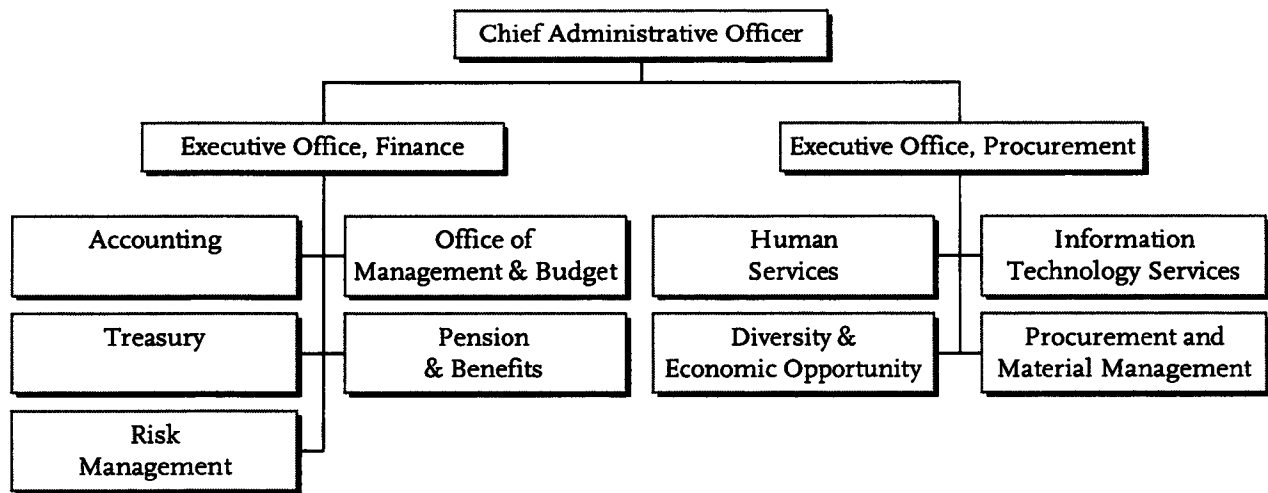 Chief Administrative Officer
Executive Office, Finance
Executive Office, Procurement
Accounting
Office of
Management & Budget
Human
Services
Information
Technology Services
Treasury
Pension
& Benefits
Diversity &
Economic Opportunity
Procurement and
Material Management
Risk
Management